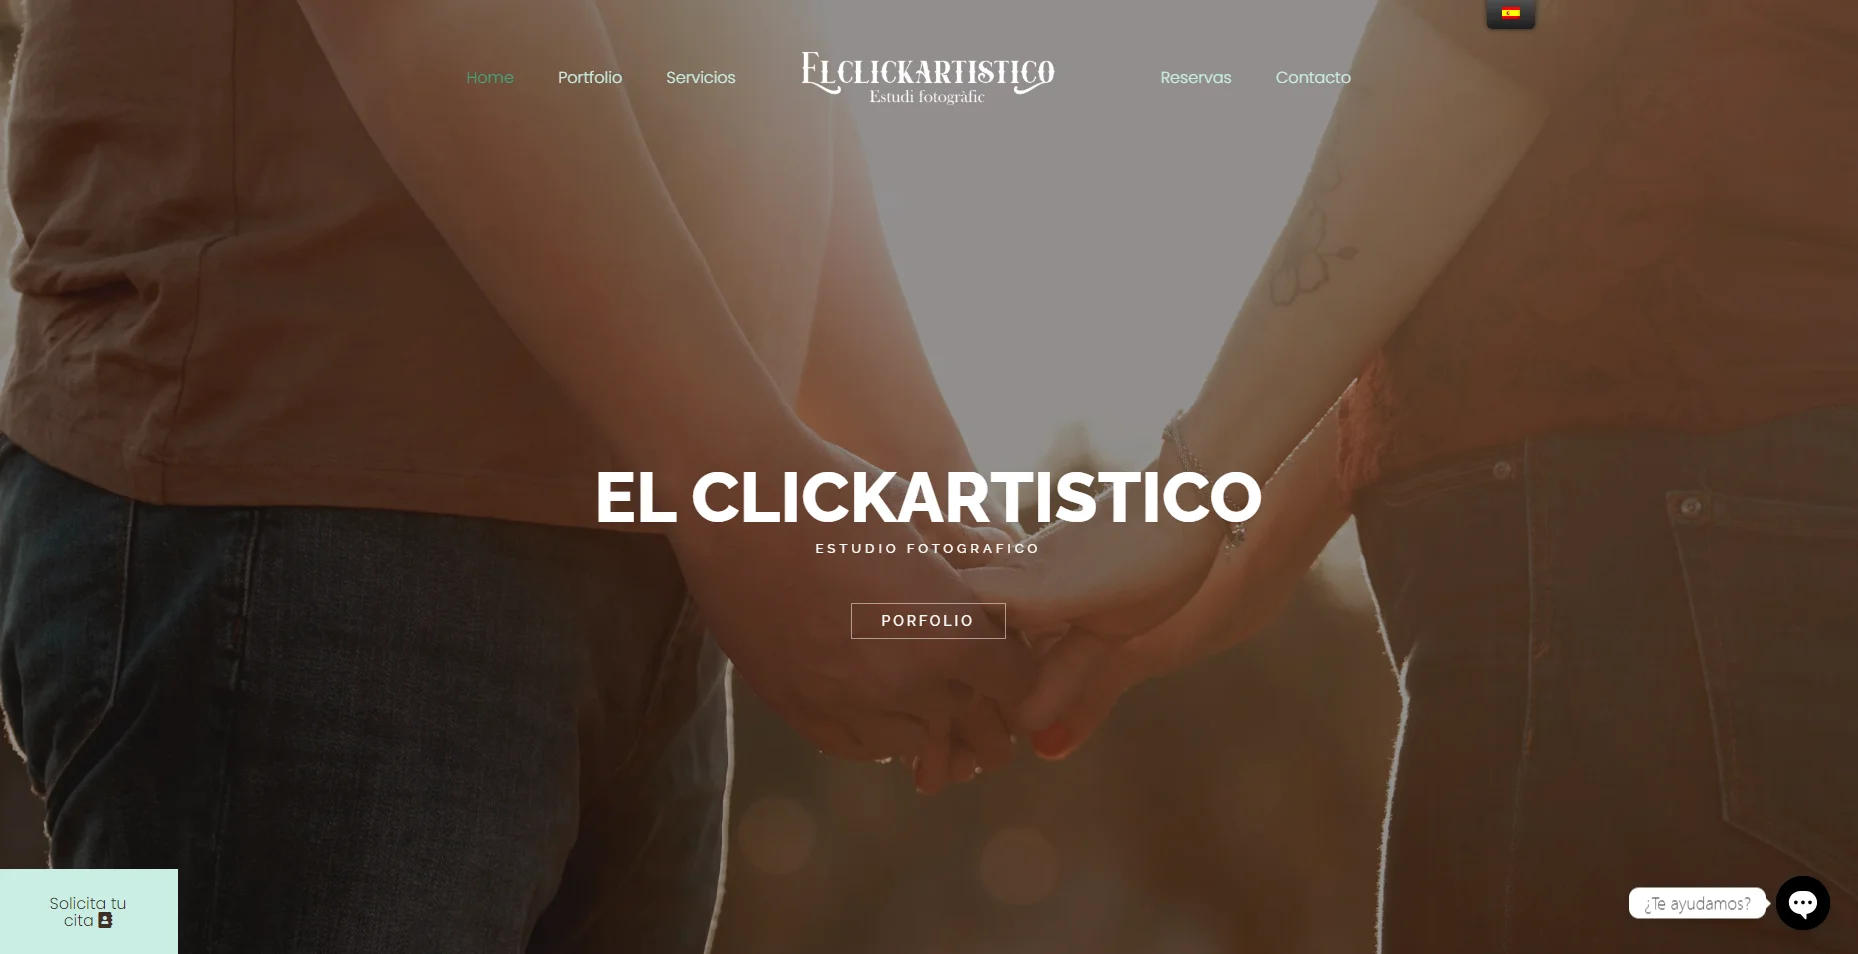 Home
Portfolio
Servicios
ELCLICKARTISTICO
Estudi fotogràfic
Reservas
Contacto
EL CLICKARTISTICO
ESTUDIO FOTOGRAFICO
PORFOLIO
Solicita tu
cita
¿Te ayudamos?